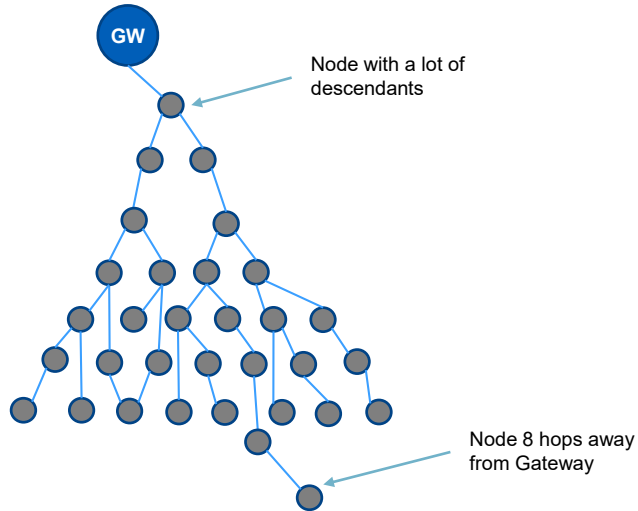 GW
Node with a lot of
descendants
Node 8 hops away
from Gateway